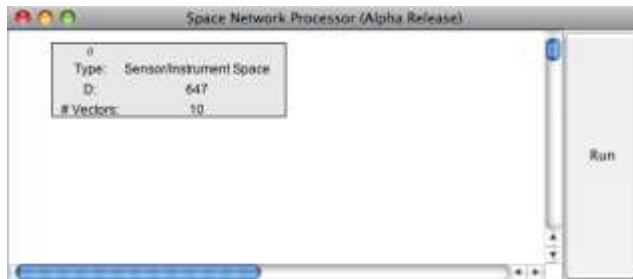 Space Network Processor (Alpha Release)
0
Type: Sensor/Instrument Space
D: 647
# Vectors: 10
Run